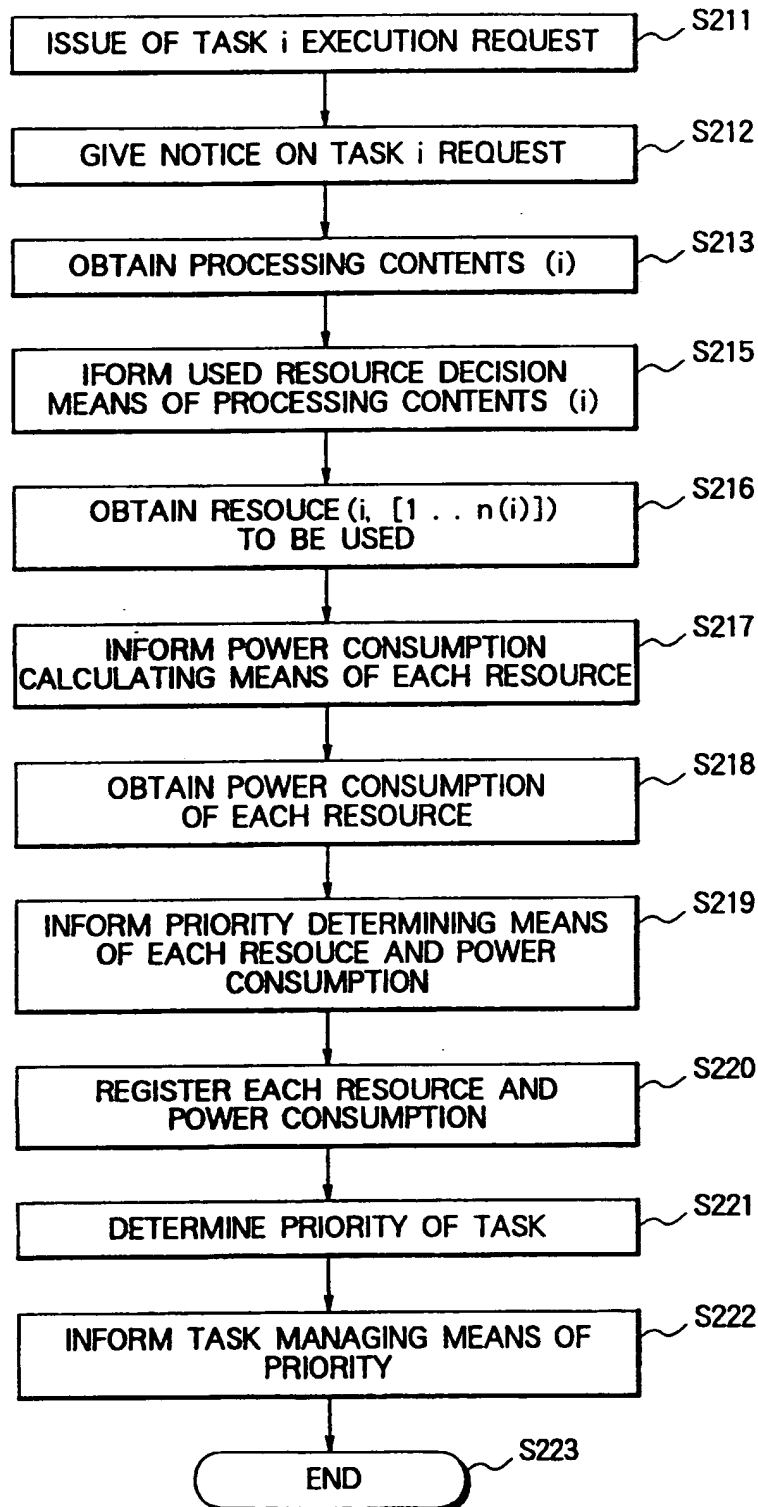 S211
ISSUE OF TASK i EXECUTION REQUEST
S212
GIVE NOTICE ON TASK i REQUEST
S213
OBTAIN PROCESSING CONTENTS (i)
S215
IFORM USED RESOURCE DECISION
MEANS OF PROCESSING CONTENTS (i)
S216
OBTAIN RESOUCE(i, [1 . . n(i)])
TO BE USED
S217
INFORM POWER CONSUMPTION
CALCULATING MEANS OF EACH RESOURCE
S218
OBTAIN POWER CONSUMPTION
OF EACH RESOURCE
S219
INFORM PRIORITY DETERMINING MEANS
OF EACH RESOUCE AND POWER
CONSUMPTION
S220
REGISTER EACH RESOURCE AND
POWER CONSUMPTION
S221
DETERMINE PRIORITY OF TASK
S222
INFORM TASK MANAGING MEANS OF
PRIORITY
S223
END